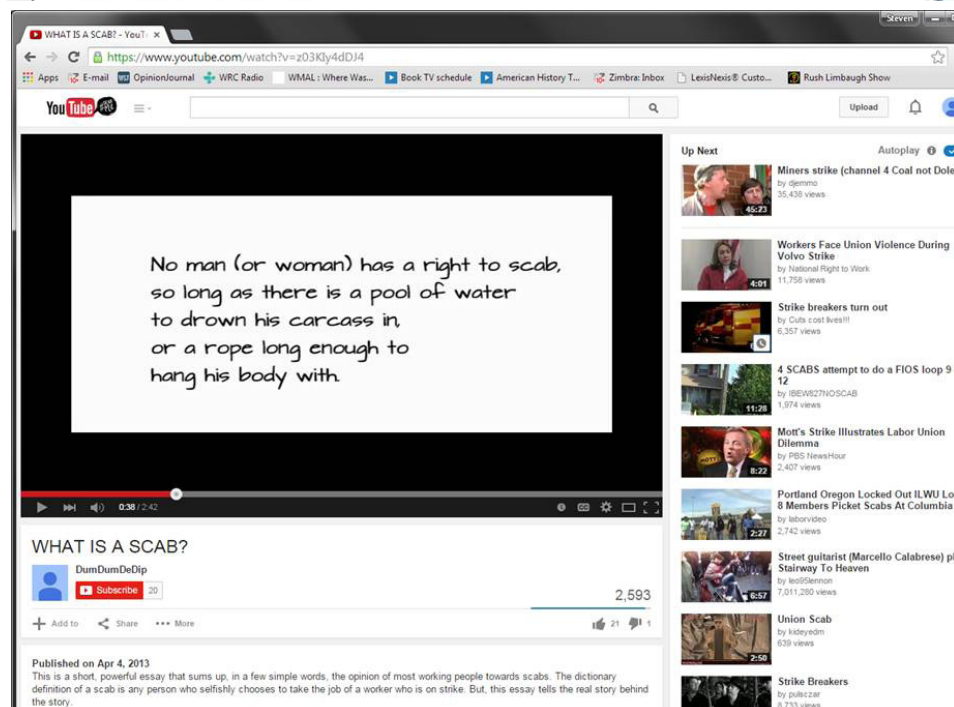 Steven
WHAT IS A SCAB? - YouT
https://www.youtube.com/watch?v=z03KIy4dDJ4
Apps E-mail OpinionJournal WRC Radio WMAL : Where Was... Book TV schedule American History T... Zimbra: Inbox LexisNexis® Custo... Rush Limbaugh Show
YouTube
Upload
No man (or woman) has a right to scab,
so long as there is a pool of water
to drown his carcass in,
or a rope long enough to
hang his body with.
0:38 / 2:42
WHAT IS A SCAB?
DumDumDeDip
Subscribe 20
2,593
Add to Share More
21 1
Published on Apr 4, 2013
This is a short, powerful essay that sums up, in a few simple words, the opinion of most working people towards scabs. The dictionary
definition of a scab is any person who selfishly chooses to take the job of a worker who is on strike. But, this essay tells the real story behind
the story.
Up Next Autoplay
Miners strike (channel 4 Coal not Dole
by djemmo
35,438 views
45:23
Workers Face Union Violence During
Volvo Strike
by National Right to Work
11,758 views
4:01
Strike breakers turn out
by Cuts cost lives!!!
6,357 views
4 SCABS attempt to do a FIOS loop 9
12
by IBEW827NOSCAB
1,974 views
11:28
Mott's Strike Illustrates Labor Union
Dilemma
by PBS NewsHour
2,407 views
8:22
Portland Oregon Locked Out ILWU Lo
8 Members Picket Scabs At Columbia
by laborvideo
2,742 views
2:27
Street guitarist (Marcello Calabrese) pl
Stairway To Heaven
by leo95lennon
7,011,280 views
6:57
Union Scab
by kideyedm
639 views
2:50
Strike Breakers
by pulsczar
8,733 views